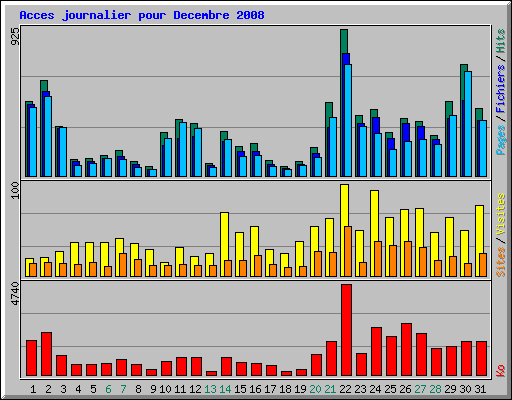 Acces journalier pour Decembre 2008
925
Pages / Fichiers / Hits
100
Sites / Visites
4740
Ko
1 2 3 4 5 6 7 8 9 10 11 12 13 14 15 16 17 18 19 20 21 22 23 24 25 26 27 28 29 30 31